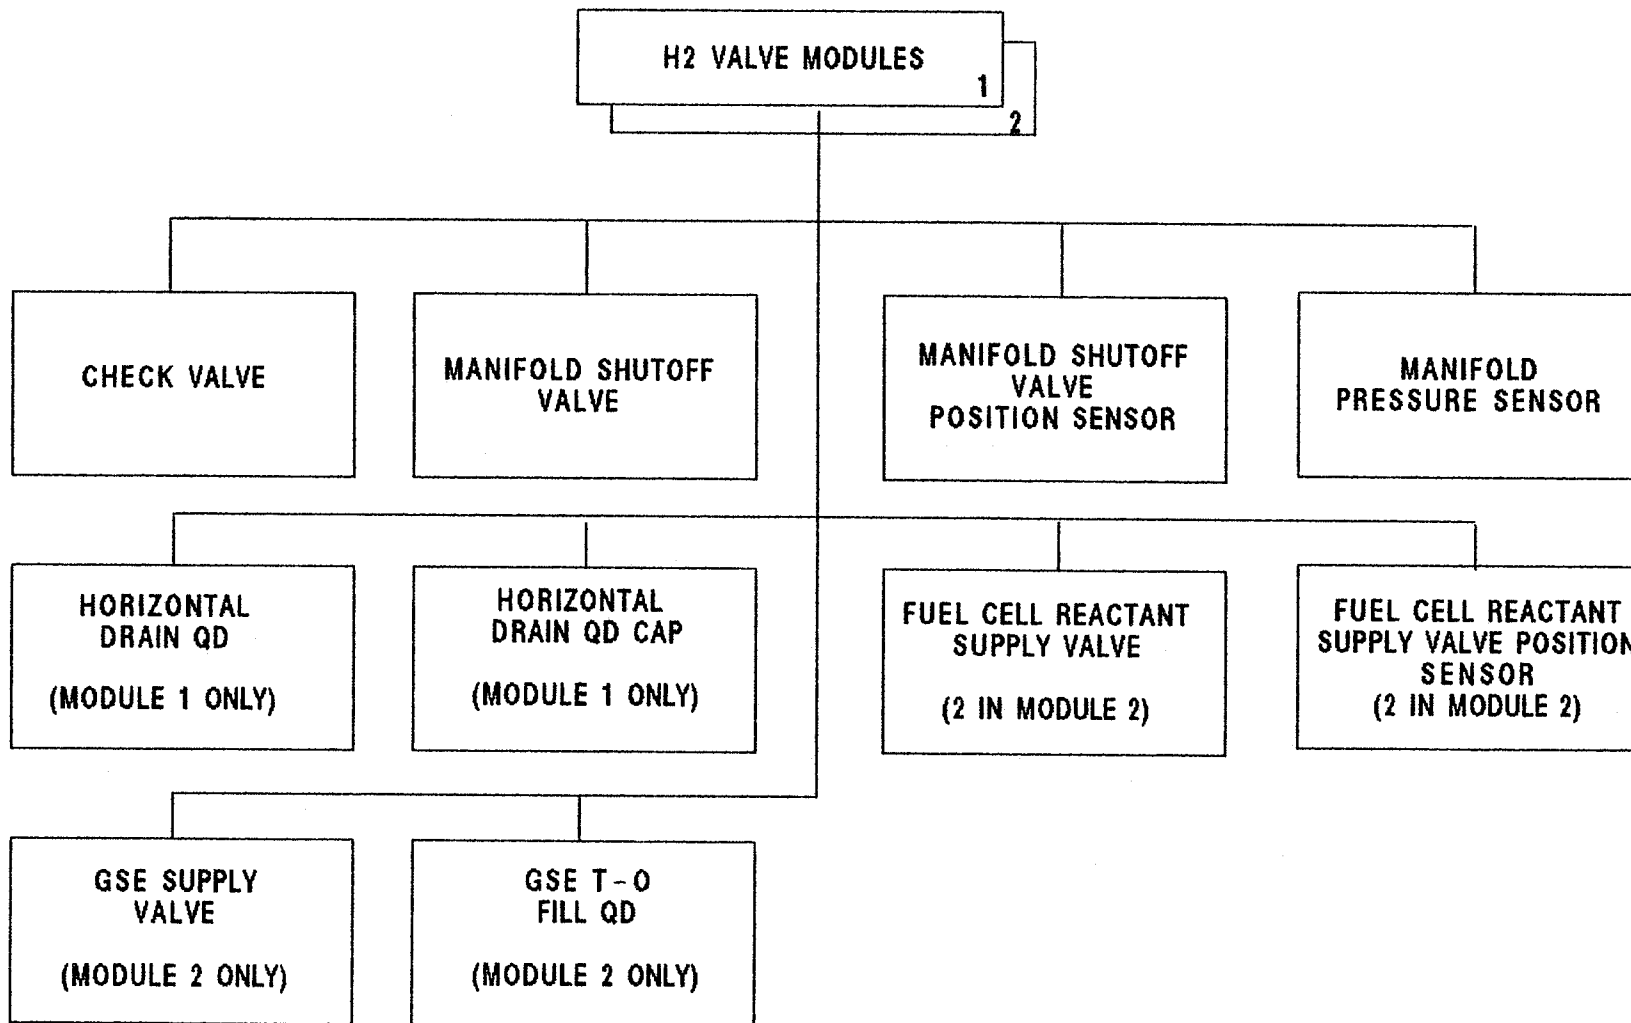 H2 VALVE MODULES
1
2
CHECK VALVE
MANIFOLD SHUTOFF
VALVE
MANIFOLD SHUTOFF
VALVE
POSITION SENSOR
MANIFOLD
PRESSURE SENSOR
HORIZONTAL
DRAIN QD
(MODULE 1 ONLY)
HORIZONTAL
DRAIN QD CAP
(MODULE 1 ONLY)
FUEL CELL REACTANT
SUPPLY VALVE
(2 IN MODULE 2)
FUEL CELL REACTANT
SUPPLY VALVE POSITION
SENSOR
(2 IN MODULE 2)
GSE SUPPLY
VALVE
(MODULE 2 ONLY)
GSE T-0
FILL QD
(MODULE 2 ONLY)